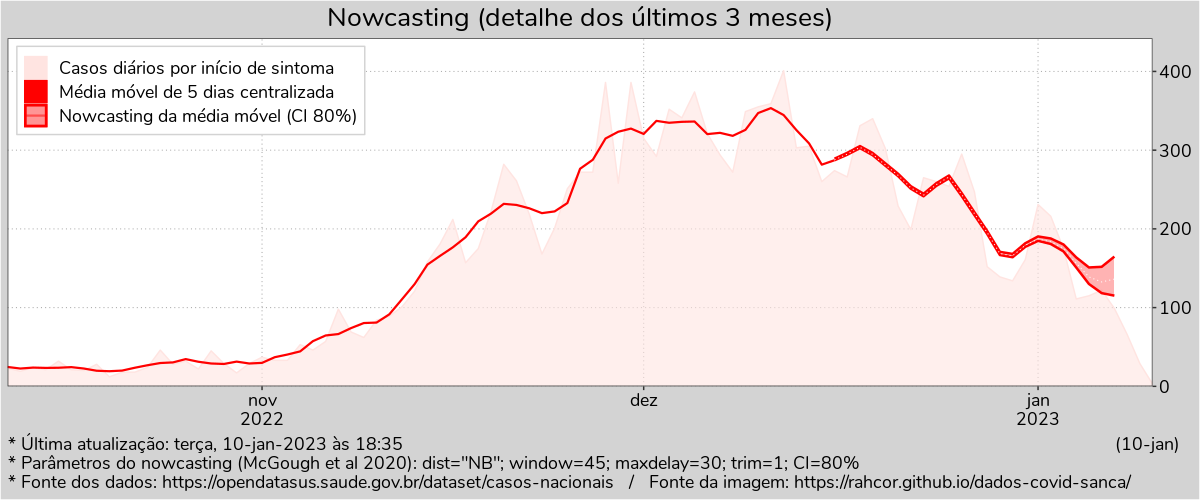 Nowcasting (detalhe dos últimos 3 meses)
Casos diários por início de sintoma
Média móvel de 5 dias centralizada
Nowcasting da média móvel (CI 80%)
400
300
200
100
0
nov
2022
dez
jan
2023
* Última atualização: terça, 10-jan-2023 às 18:35
(10-jan)
* Parâmetros do nowcasting (McGough et al 2020): dist="NB"; window=45; maxdelay=30; trim=1; CI=80%
* Fonte dos dados: https://opendatasus.saude.gov.br/dataset/casos-nacionais / Fonte da imagem: https://rahcor.github.io/dados-covid-sanca/